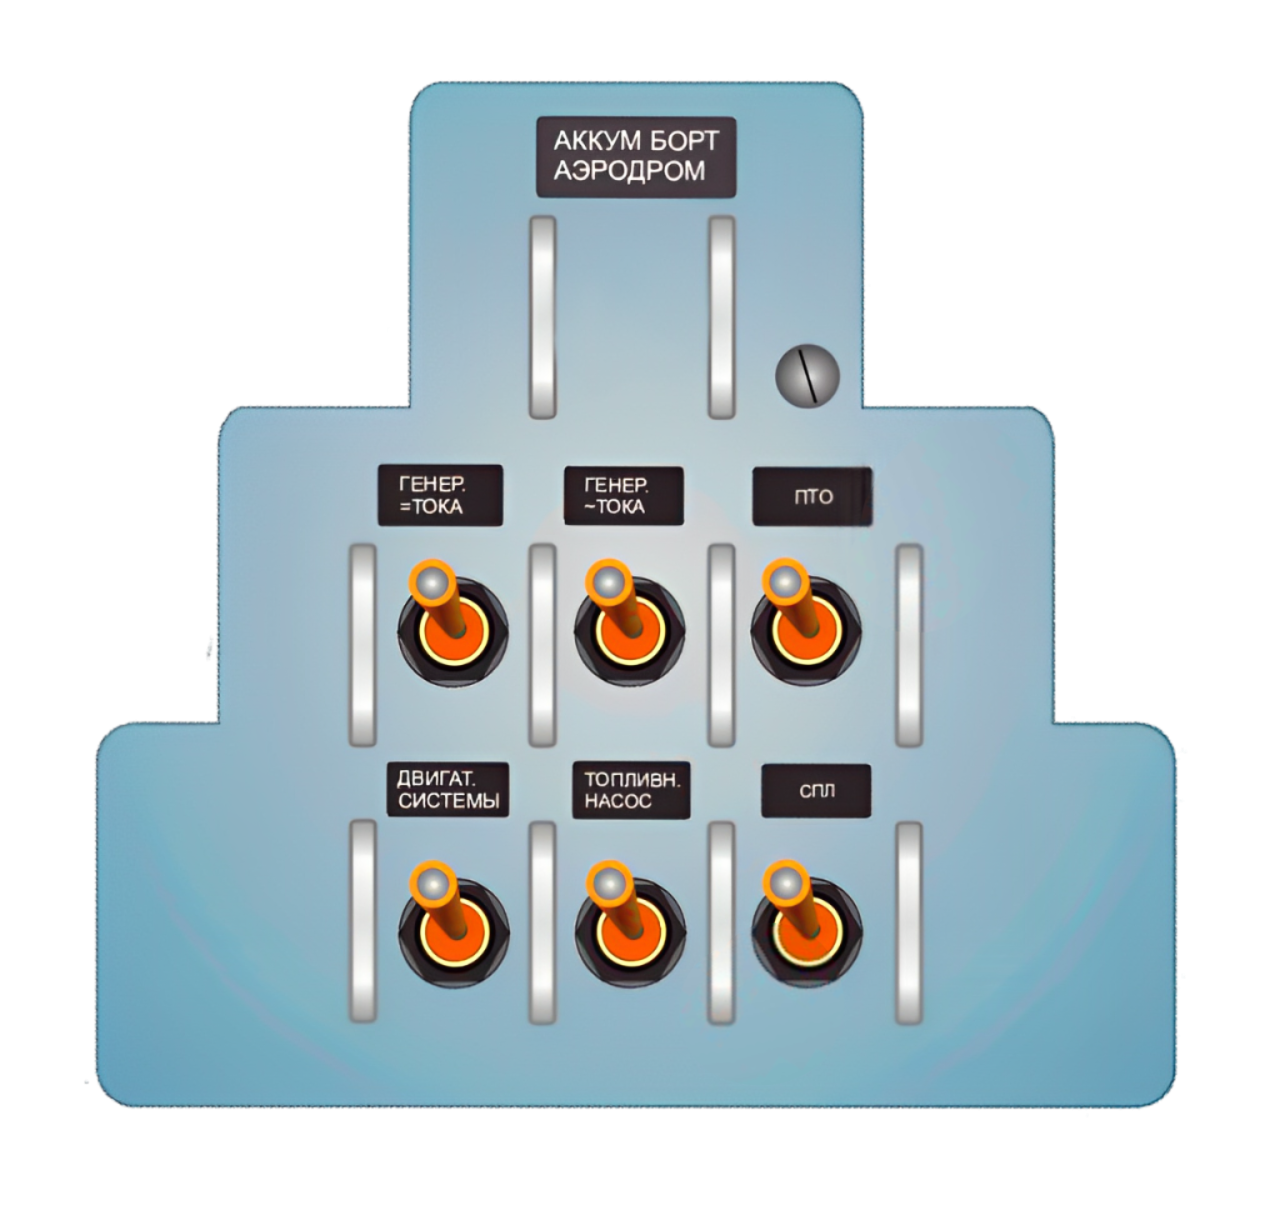 АККУМ БОРТ
АЭРОДРОМ
ГЕНЕР.
=ТОКА
ГЕНЕР.
~ТОКА
ПТО
ДВИГАТ.
СИСТЕМЫ
ТОПЛИВН.
НАСОС
СПЛ